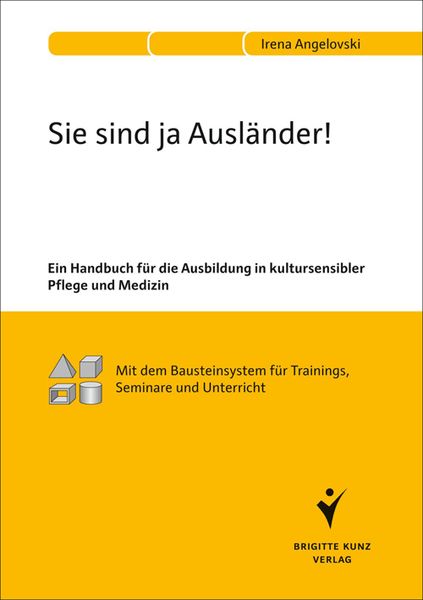 Irena Angelovski
Sie sind ja Ausländer!
Ein Handbuch für die Ausbildung in kultursensibler
Pflege und Medizin
Mit dem Bausteinsystem für Trainings,
Seminare und Unterricht
BRIGITTE KUNZ
VERLAG